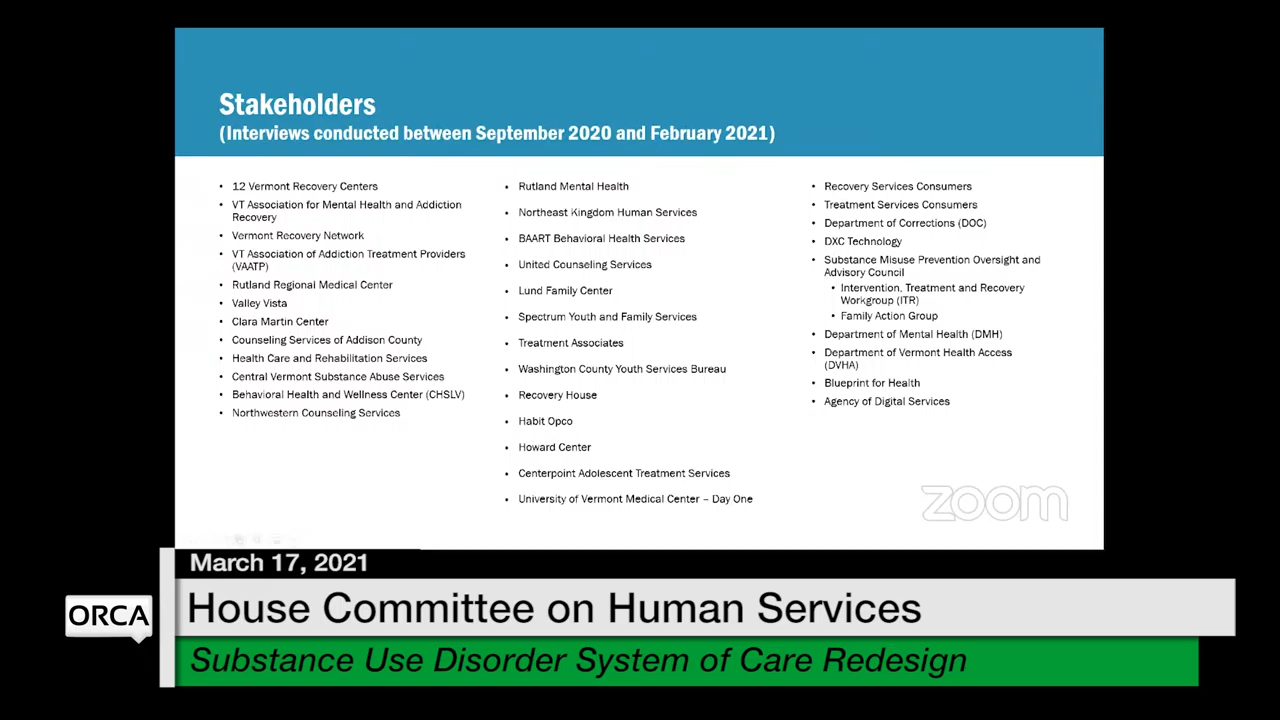 Stakeholders
(Interviews conducted between September 2020 and February 2021)
• 12 Vermont Recovery Centers
• VT Association for Mental Health and Addiction
Recovery
• Vermont Recovery Network
• VT Association of Addiction Treatment Providers
(VAATP)
• Rutland Regional Medical Center
• Valley Vista
• Clara Martin Center
• Counseling Services of Addison County
• Health Care and Rehabilitation Services
• Central Vermont Substance Abuse Services
• Behavioral Health and Wellness Center (CHSLV)
• Northwestern Counseling Services
• Rutland Mental Health
• Northeast Kingdom Human Services
• BAART Behavioral Health Services
• United Counseling Services
• Lund Family Center
• Spectrum Youth and Family Services
• Treatment Associates
• Washington County Youth Services Bureau
• Recovery House
• Habit Opco
• Howard Center
• Centerpoint Adolescent Treatment Services
• University of Vermont Medical Center – Day One
• Recovery Services Consumers
• Treatment Services Consumers
• Department of Corrections (DOC)
• DXC Technology
• Substance Misuse Prevention Oversight and
Advisory Council
• Intervention, Treatment and Recovery
Workgroup (ITR)
• Family Action Group
• Department of Mental Health (DMH)
• Department of Vermont Health Access
(DVHA)
• Blueprint for Health
• Agency of Digital Services
zoom
March 17, 2021
ORCA
House Committee on Human Services
Substance Use Disorder System of Care Redesign